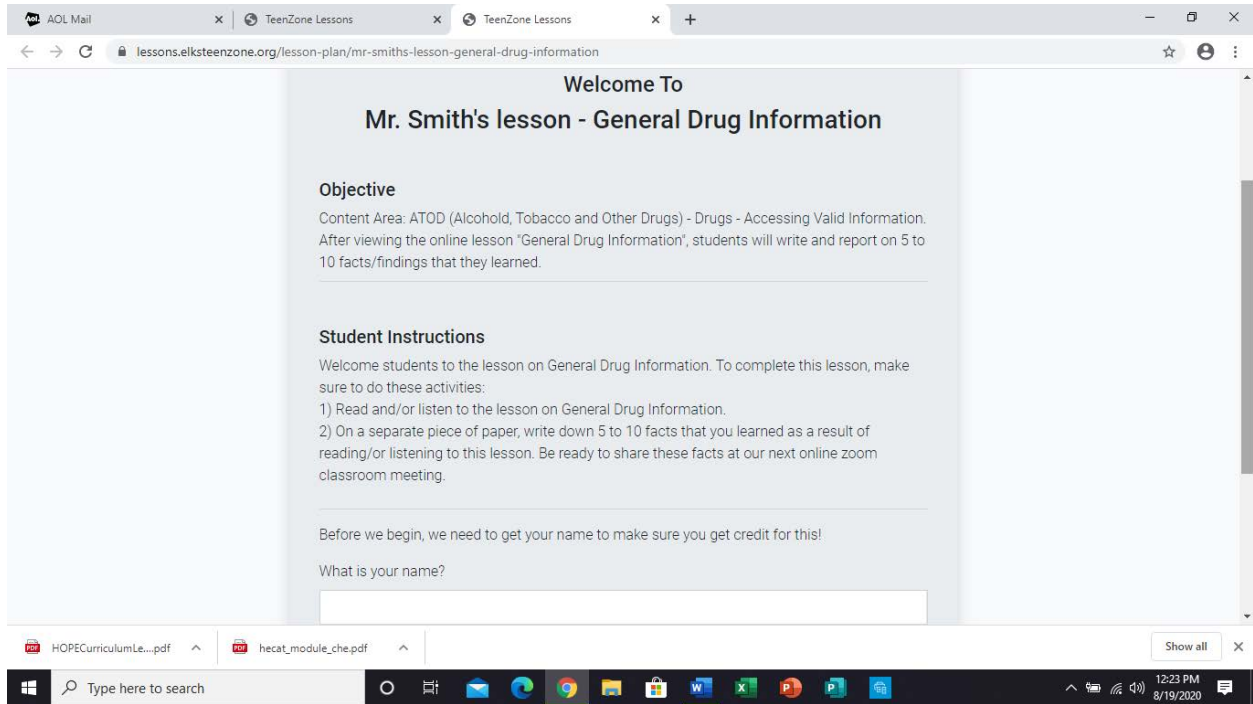 Aol. AOL Mail
TeenZone Lessons
TeenZone Lessons
lessons.elksteenzone.org/lesson-plan/mr-smiths-lesson-general-drug-information
Welcome To
Mr. Smith's lesson - General Drug Information
Objective
Content Area: ATOD (Alcohold, Tobacco and Other Drugs) - Drugs - Accessing Valid Information.
After viewing the online lesson "General Drug Information", students will write and report on 5 to
10 facts/findings that they learned.
Student Instructions
Welcome students to the lesson on General Drug Information. To complete this lesson, make
sure to do these activities:
1) Read and/or listen to the lesson on General Drug Information.
2) On a separate piece of paper, write down 5 to 10 facts that you learned as a result of
reading/or listening to this lesson. Be ready to share these facts at our next online zoom
classroom meeting.
Before we begin, we need to get your name to make sure you get credit for this!
What is your name?
PDF HOPECurriculumLe....pdf
PDF hecat_module_che.pdf
Show all
Type here to search
12:23 PM
8/19/2020